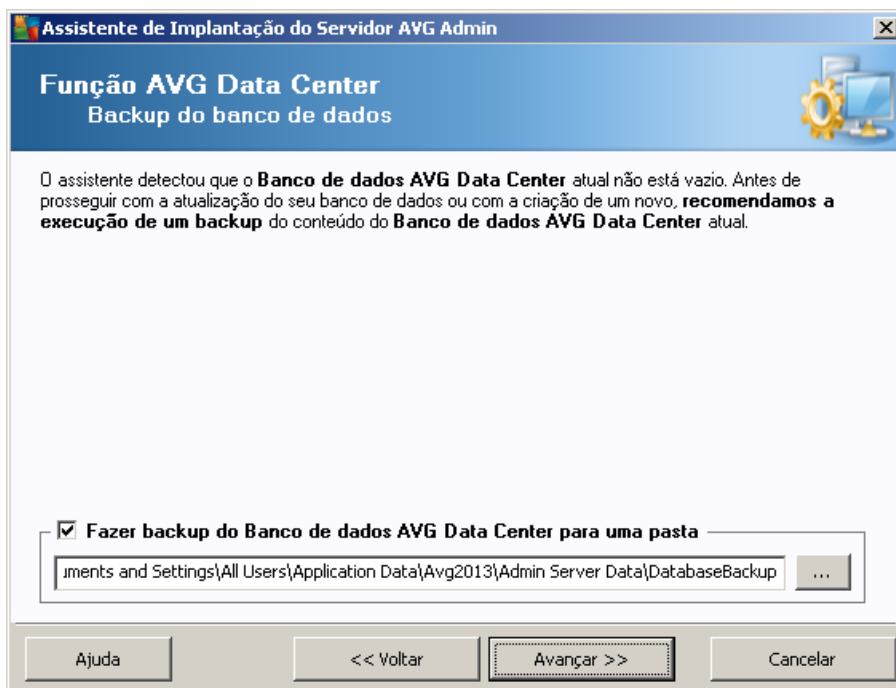 Assistente de Implantação do Servidor AVG Admin
Função AVG Data Center
Backup do banco de dados
O assistente detectou que o Banco de dados AVG Data Center atual não está vazio. Antes de
prosseguir com a atualização do seu banco de dados ou com a criação de um novo, recomendamos a
execução de um backup do conteúdo do Banco de dados AVG Data Center atual.
Fazer backup do Banco de dados AVG Data Center para uma pasta
uments and Settings\All Users\Application Data\Avg2013\Admin Server Data\DatabaseBackup ...
Ajuda << Voltar Avançar >> Cancelar